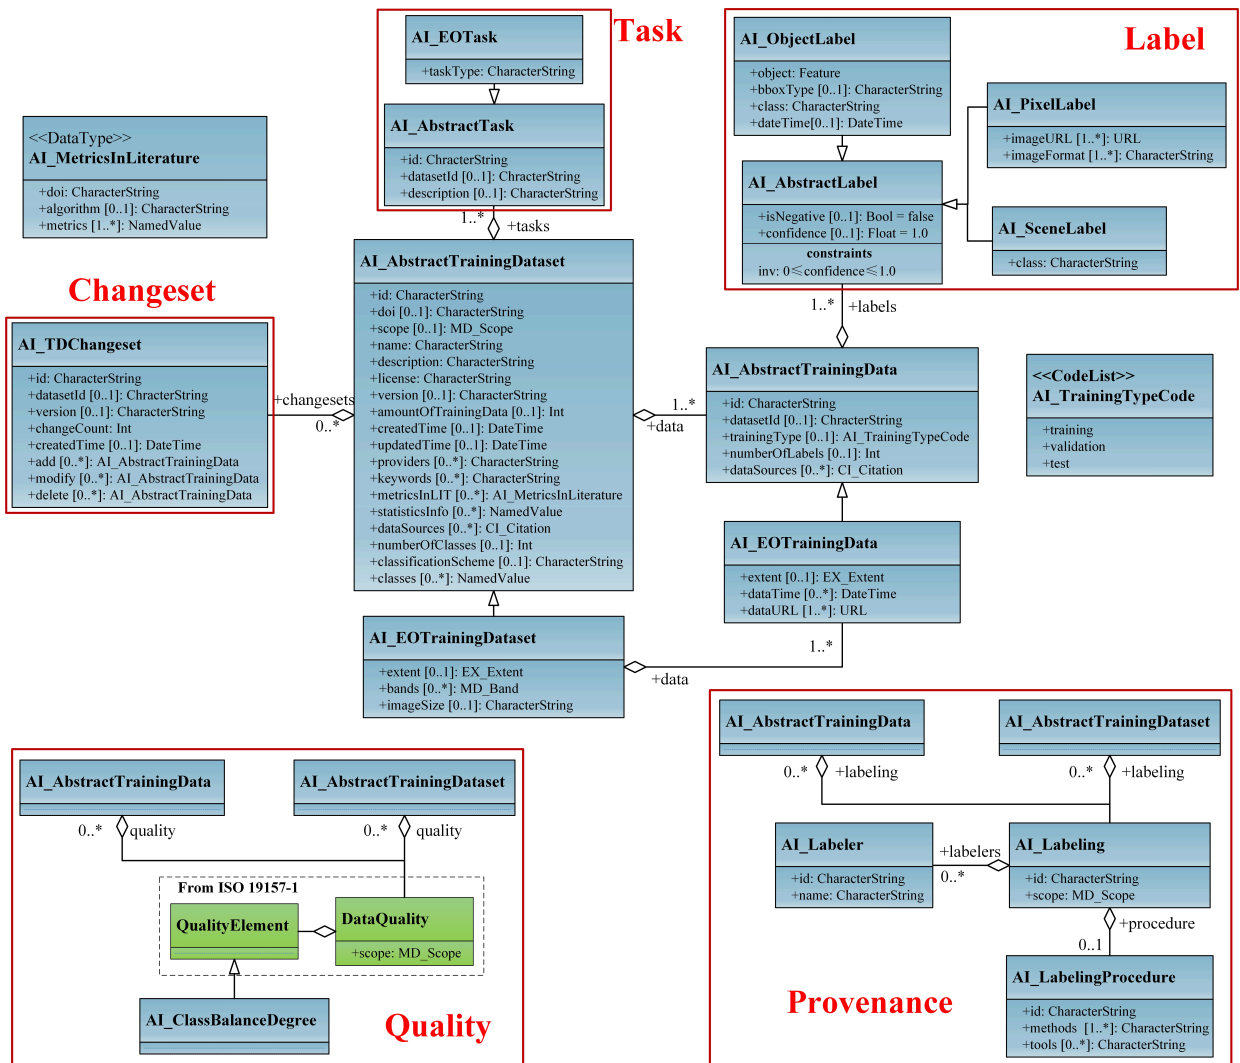 Task
AI_EOTask
+taskType: CharacterString
AI_AbstractTask
+id: ChracterString
+datasetId [0..1]: ChracterString
+description [0..1]: CharacterString
1..*
+tasks
Label
AI_ObjectLabel
+object: Feature
+bboxType [0..1]: CharacterString
+class: CharacterString
+dateTime[0..1]: DateTime
AI_PixelLabel
+imageURL [1..*]: URL
+imageFormat [1..*]: CharacterString
AI_AbstractLabel
+isNegative [0..1]: Bool = false
+confidence [0..1]: Float = 1.0
constraints
inv: 0≤confidence≤1.0
AI_SceneLabel
+class: CharacterString
1..*
+labels
<<DataType>>
AI_MetricsInLiterature
+doi: CharacterString
+algorithm [0..1]: CharacterString
+metrics [1..*]: NamedValue
Changeset
AI_TDChangeset
+id: CharacterString
+datasetId [0..1]: ChracterString
+version [0..1]: CharacterString
+changeCount: Int
+createdTime [0..1]: DateTime
+add [0..*]: AI_AbstractTrainingData
+modify [0..*]: AI_AbstractTrainingData
+delete [0..*]: AI_AbstractTrainingData
+changesets
0..*
AI_AbstractTrainingDataset
+id: CharacterString
+doi [0..1]: CharacterString
+scope [0..1]: MD_Scope
+name: CharacterString
+description: CharacterString
+license: CharacterString
+version [0..1]: CharacterString
+amountOfTrainingData [0..1]: Int
+createdTime [0..1]: DateTime
+updatedTime [0..1]: DateTime
+providers [0..*]: CharacterString
+keywords [0..*]: CharacterString
+metricsInLIT [0..*]: AI_MetricsInLiterature
+statisticsInfo [0..*]: NamedValue
+dataSources [0..*]: CI_Citation
+numberOfClasses [0..1]: Int
+classificationScheme [0..1]: CharacterString
+classes [0..*]: NamedValue
1..*
+data
AI_AbstractTrainingData
+id: CharacterString
+datasetId [0..1]: ChracterString
+trainingType [0..1]: AI_TrainingTypeCode
+numberOfLabels [0..1]: Int
+dataSources [0..*]: CI_Citation
<<CodeList>>
AI_TrainingTypeCode
+training
+validation
+test
AI_EOTrainingData
+extent [0..1]: EX_Extent
+dataTime [0..*]: DateTime
+dataURL [1..*]: URL
1..*
+data
AI_EOTrainingDataset
+extent [0..1]: EX_Extent
+bands [0..*]: MD_Band
+imageSize [0..1]: CharacterString
AI_AbstractTrainingData
AI_AbstractTrainingDataset
0..*
quality
0..*
quality
From ISO 19157-1
QualityElement
DataQuality
+scope: MD_Scope
AI_ClassBalanceDegree
Quality
AI_AbstractTrainingData
AI_AbstractTrainingDataset
0..*
+labeling
0..*
+labeling
AI_Labeler
+id: CharacterString
+name: CharacterString
+labelers
0..*
AI_Labeling
+id: CharacterString
+scope: MD_Scope
+procedure
0..1
AI_LabelingProcedure
+id: CharacterString
+methods [1..*]: CharacterString
+tools [0..*]: CharacterString
Provenance